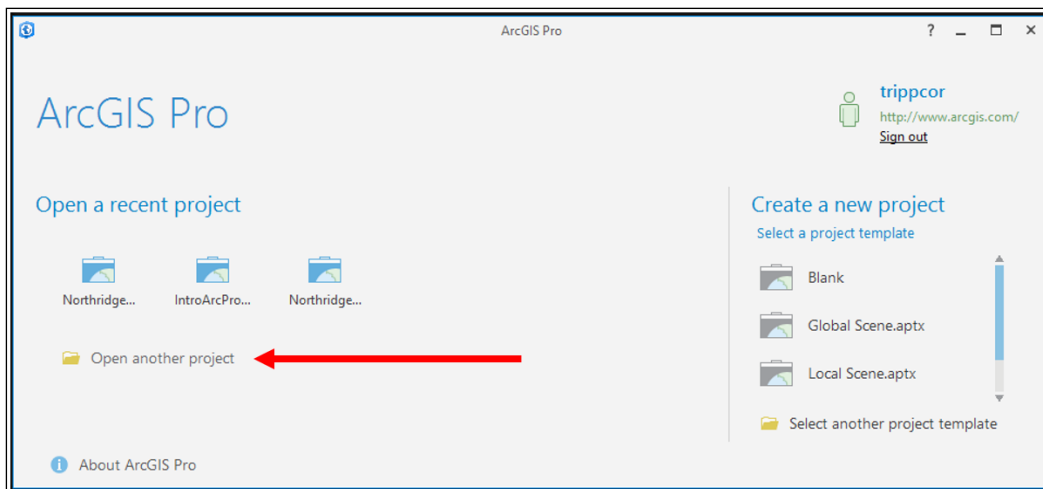 ArcGIS Pro
?
ArcGIS Pro
trippcor
http://www.arcgis.com/
Sign out
Open a recent project
Northridge...
IntroArcPro...
Northridge...
Open another project
Create a new project
Select a project template
Blank
Global Scene.aptx
Local Scene.aptx
Select another project template
About ArcGIS Pro